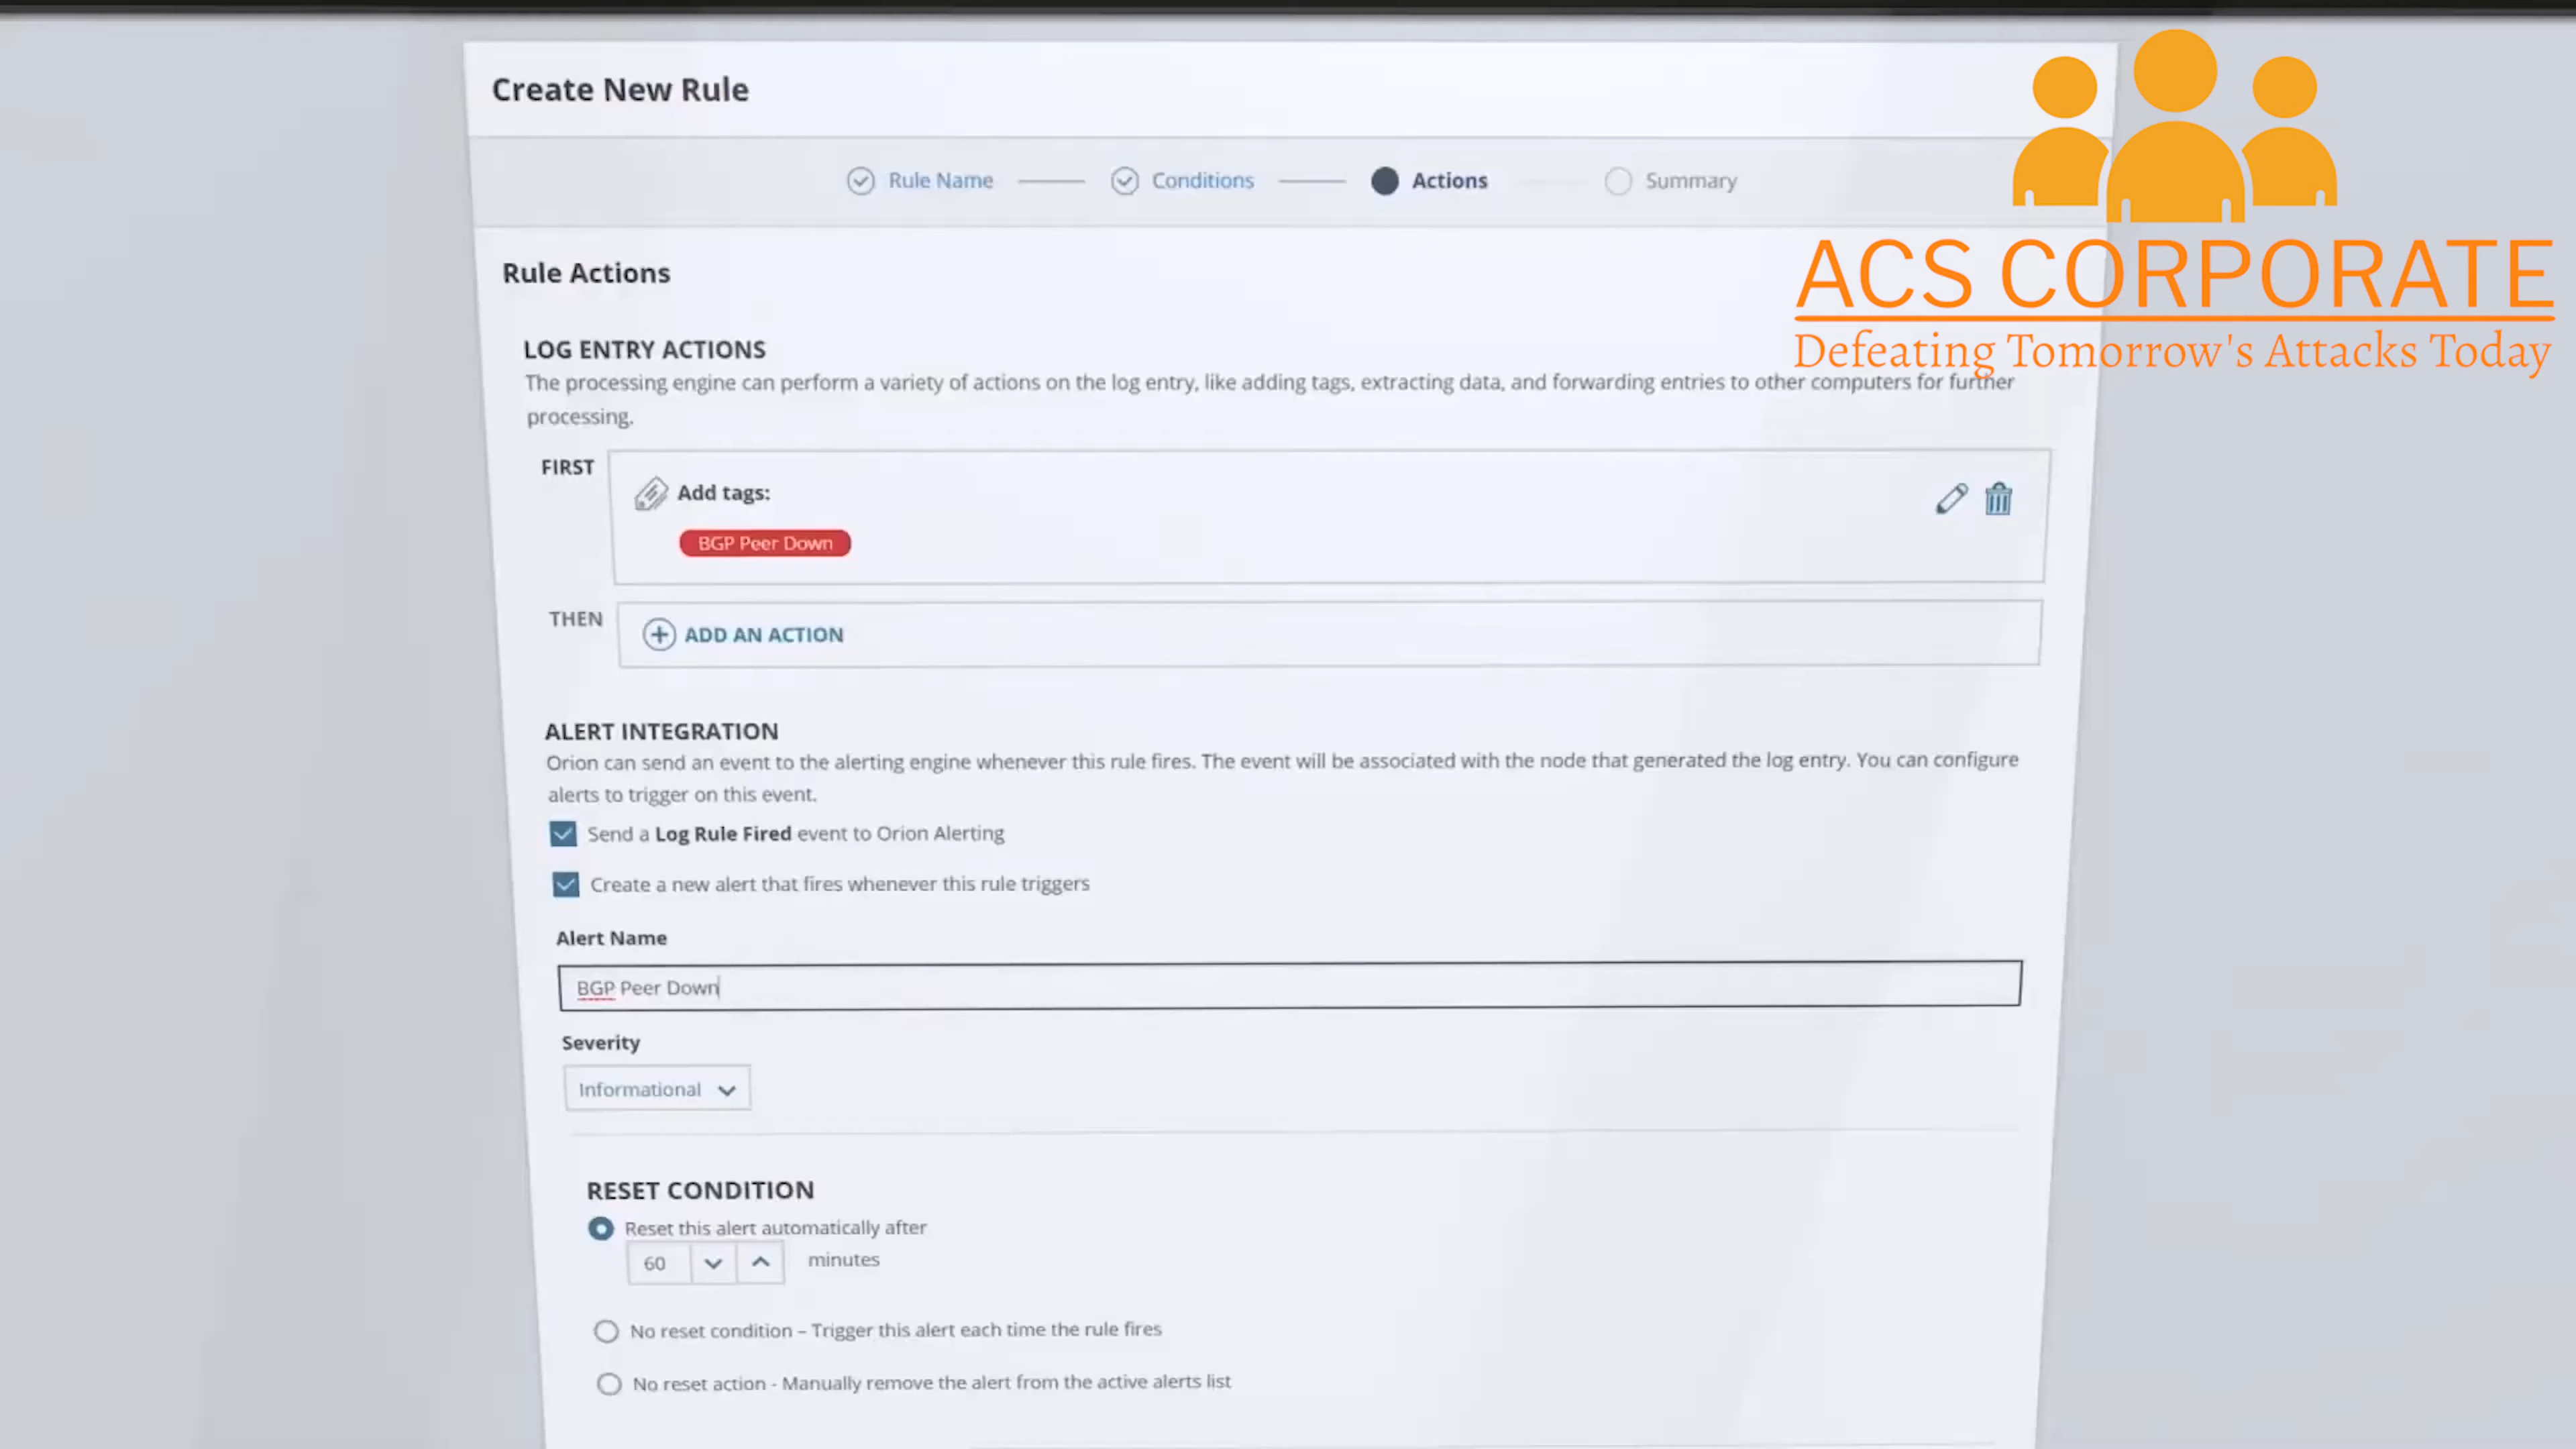 Create New Rule
Rule Name
Conditions
Actions
Summary
ACS CORPORATE
Defeating Tomorrow's Attacks Today
Rule Actions
LOG ENTRY ACTIONS
The processing engine can perform a variety of actions on the log entry, like adding tags, extracting data, and forwarding entries to other computers for further
processing.
FIRST
Add tags:
BGP Peer Down
THEN
ADD AN ACTION
ALERT INTEGRATION
Orion can send an event to the alerting engine whenever this rule fires. The event will be associated with the node that generated the log entry. You can configure
alerts to trigger on this event.
Send a Log Rule Fired event to Orion Alerting
Create a new alert that fires whenever this rule triggers
Alert Name
BGP Peer Down
Severity
Informational
RESET CONDITION
Reset this alert automatically after
60 minutes
No reset condition – Trigger this alert each time the rule fires
No reset action - Manually remove the alert from the active alerts list